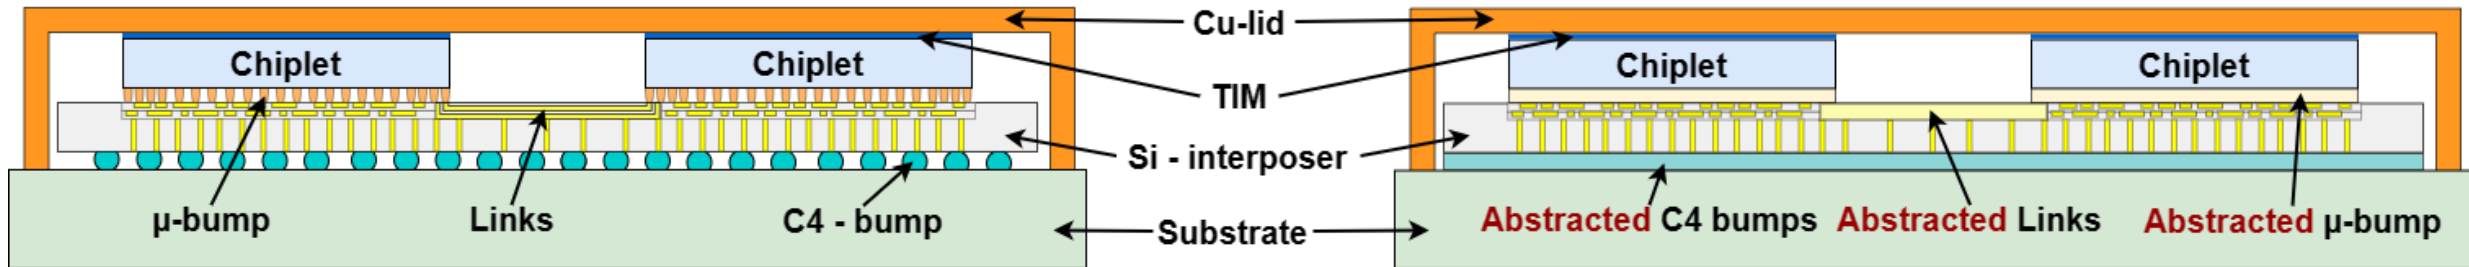 Cu-lid
Chiplet
Chiplet
Chiplet
Chiplet
TIM
Si - interposer
μ-bump
Links
C4 - bump
Substrate
Abstracted C4 bumps
Abstracted Links
Abstracted μ-bump